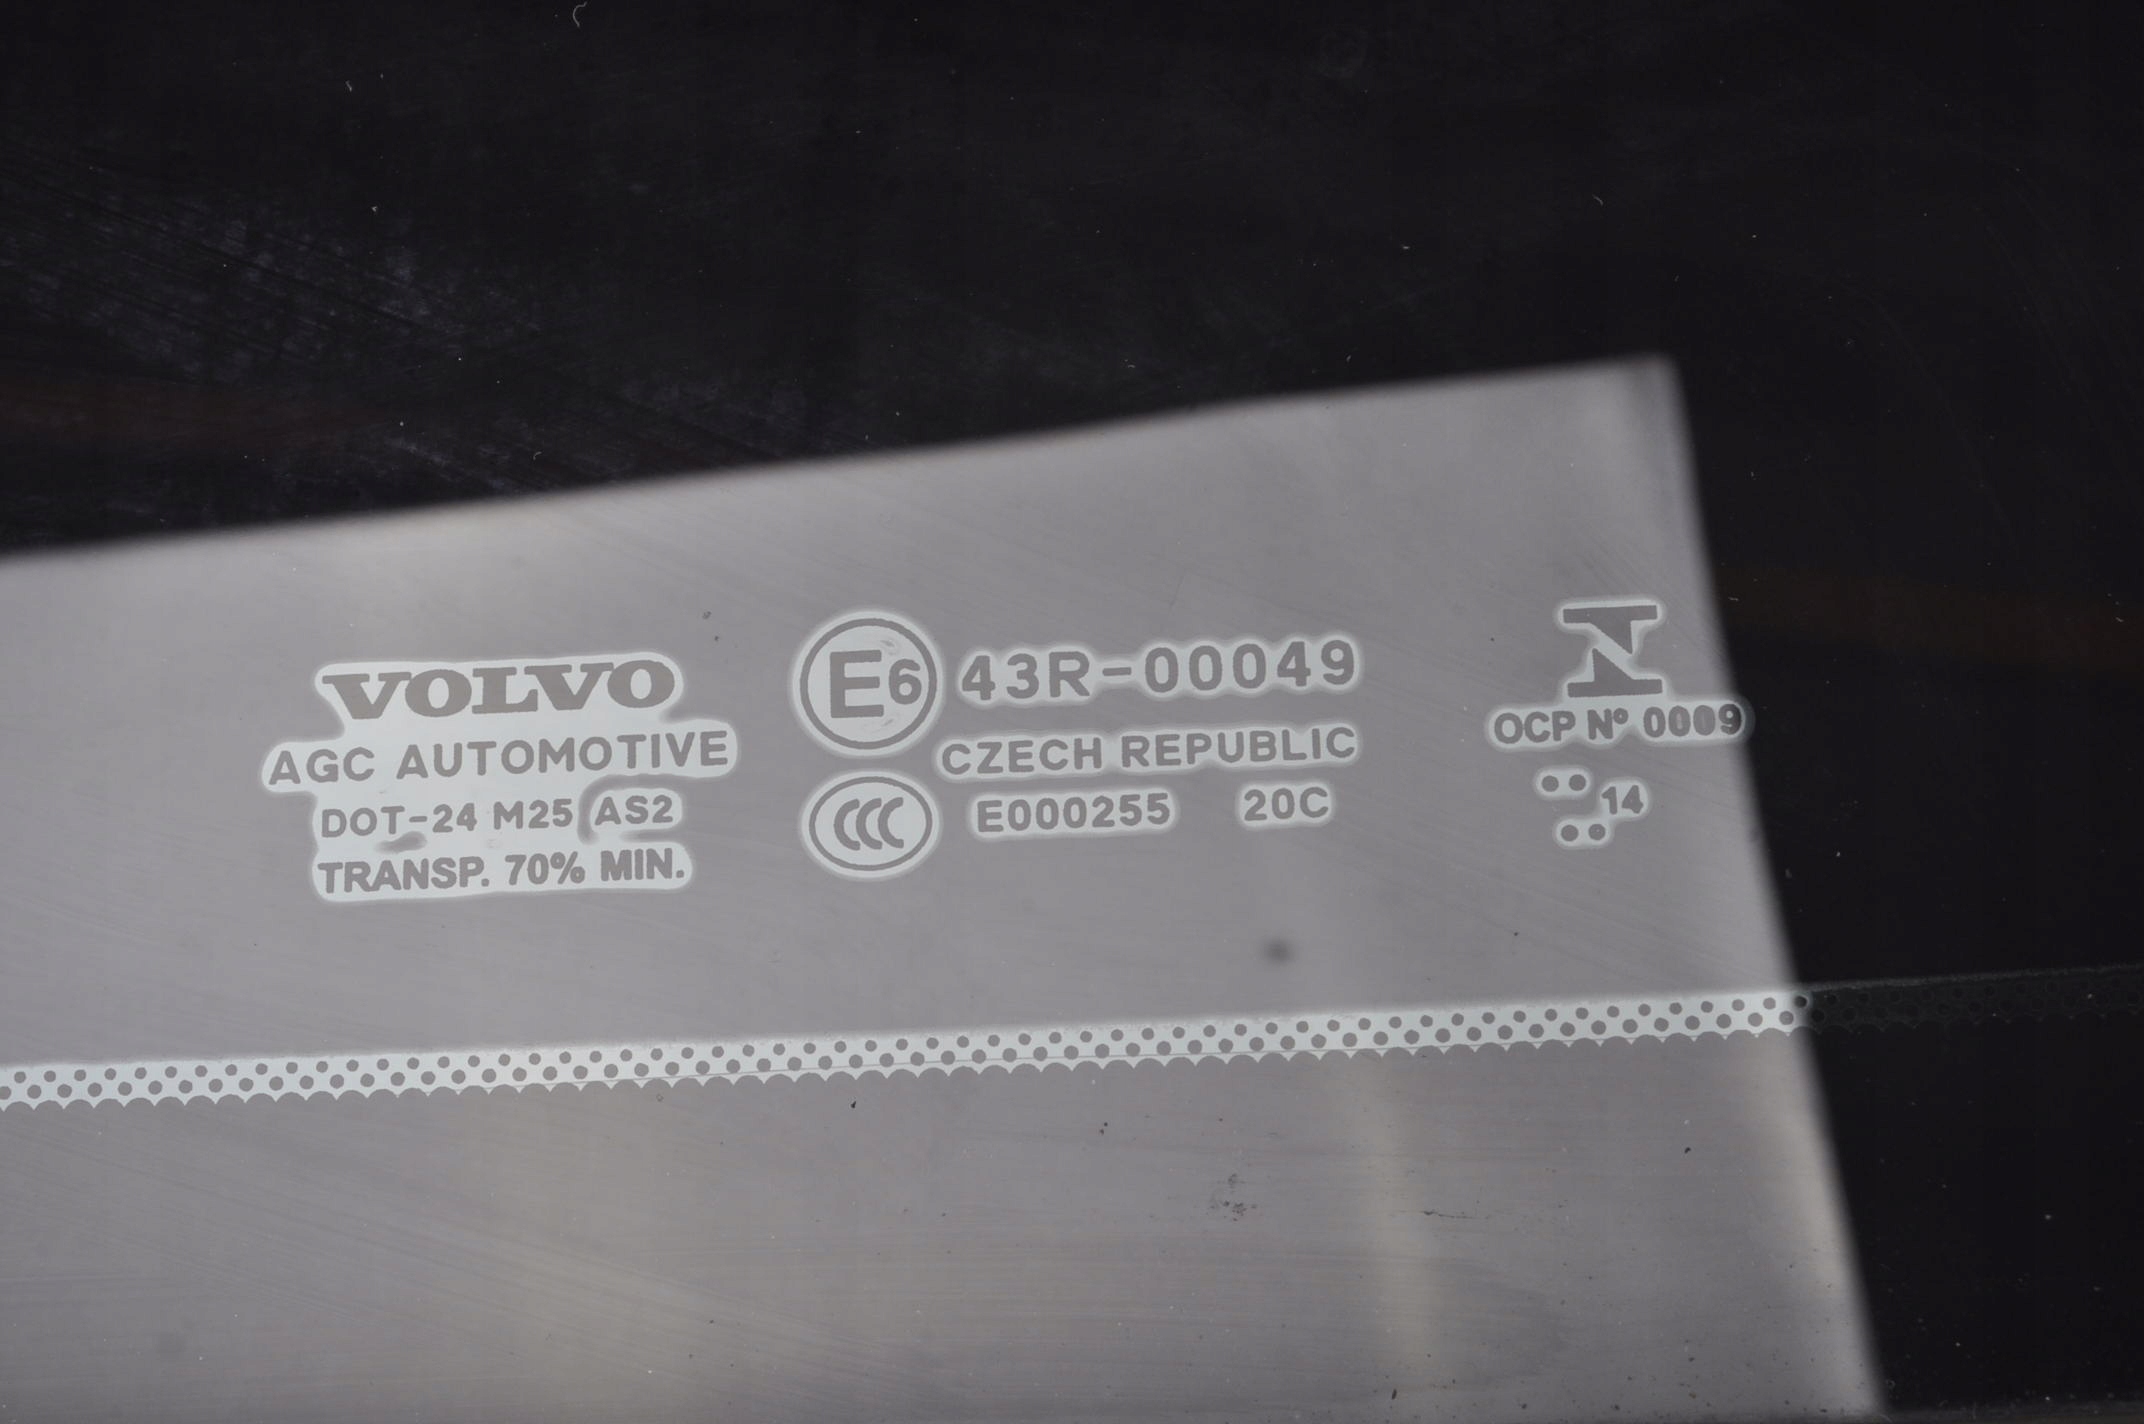 VOLVO
AGC AUTOMOTIVE
DOT-24 M25 AS2
TRANSP. 70% MIN.
E6 43R-00049
CZECH REPUBLIC
CCC E000255 20C
N
OCP Nº 0009
14